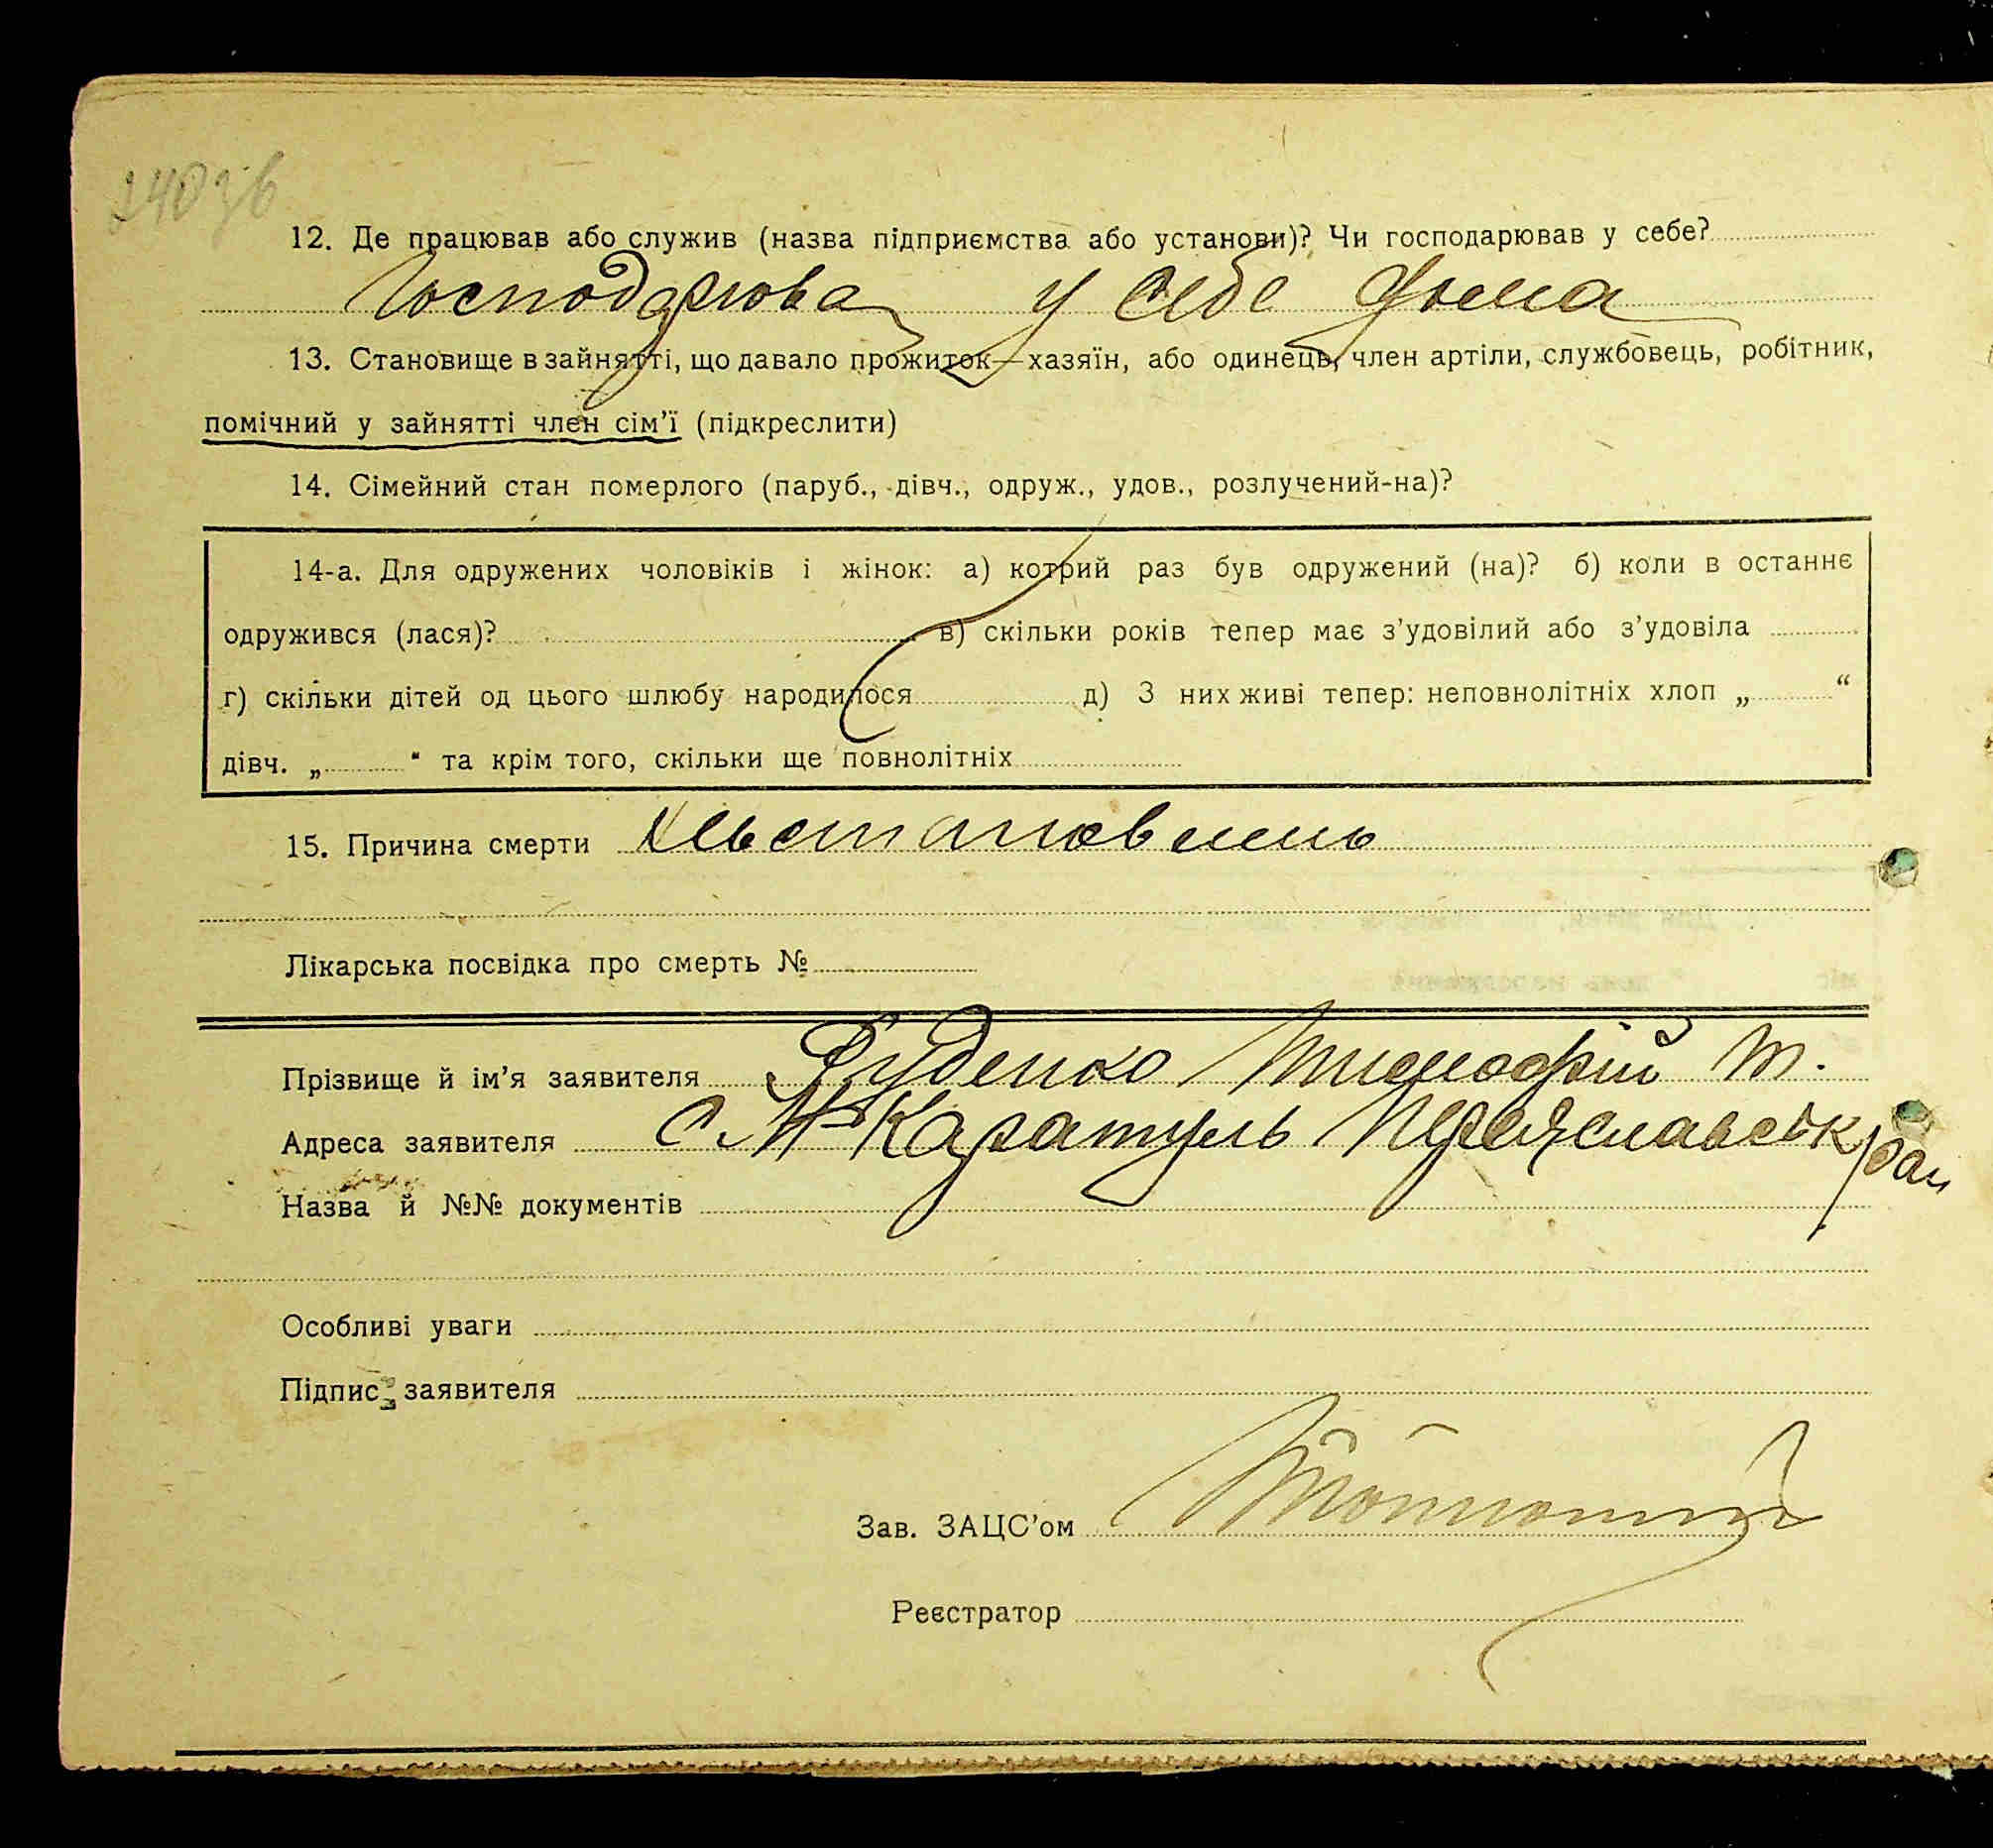 240 зв
12. Де працював або служив (назва підприємства або установи)? Чи господарював у себе?
Господарюва у себе дома
13. Становище в зайнятті, що давало прожиток—хазяїн, або одинець, член артіли, службовець, робітник,
помічний у зайнятті член сім’ї (підкреслити)
14. Сімейний стан померлого (паруб., дівч., одруж., удов., розлучений-на)?
14-а. Для одружених чоловіків і жінок: а) котрий раз був одружений (на)? б) коли в останнє
одружився (лася)? в) скільки років тепер має з’удовілий або з’удовіла
г) скільки дітей од цього шлюбу народилося д) З них живі тепер: неповнолітніх хлоп „ “
дівч. „ “ та крім того, скільки ще повнолітніх
15. Причина смерти
Лікарська посвідка про смерть №
Прізвище й ім’я заявителя Руденко Тимофій Т.
Адреса заявителя с. Переяславськ рай
Назва й №№ документів
Особливі уваги
Підпис заявителя
Зав. ЗАЦС’ом
Реєстратор